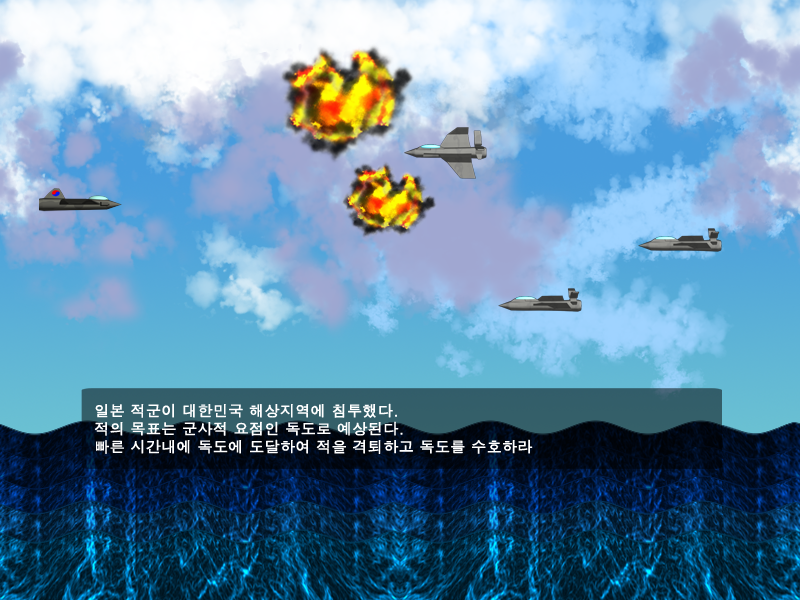 일본 적군이 대한민국 해상지역에 침투했다.
적의 목표는 군사적 요점인 독도로 예상된다.
빠른 시간내에 독도에 도달하여 적을 격퇴하고 독도를 수호하라